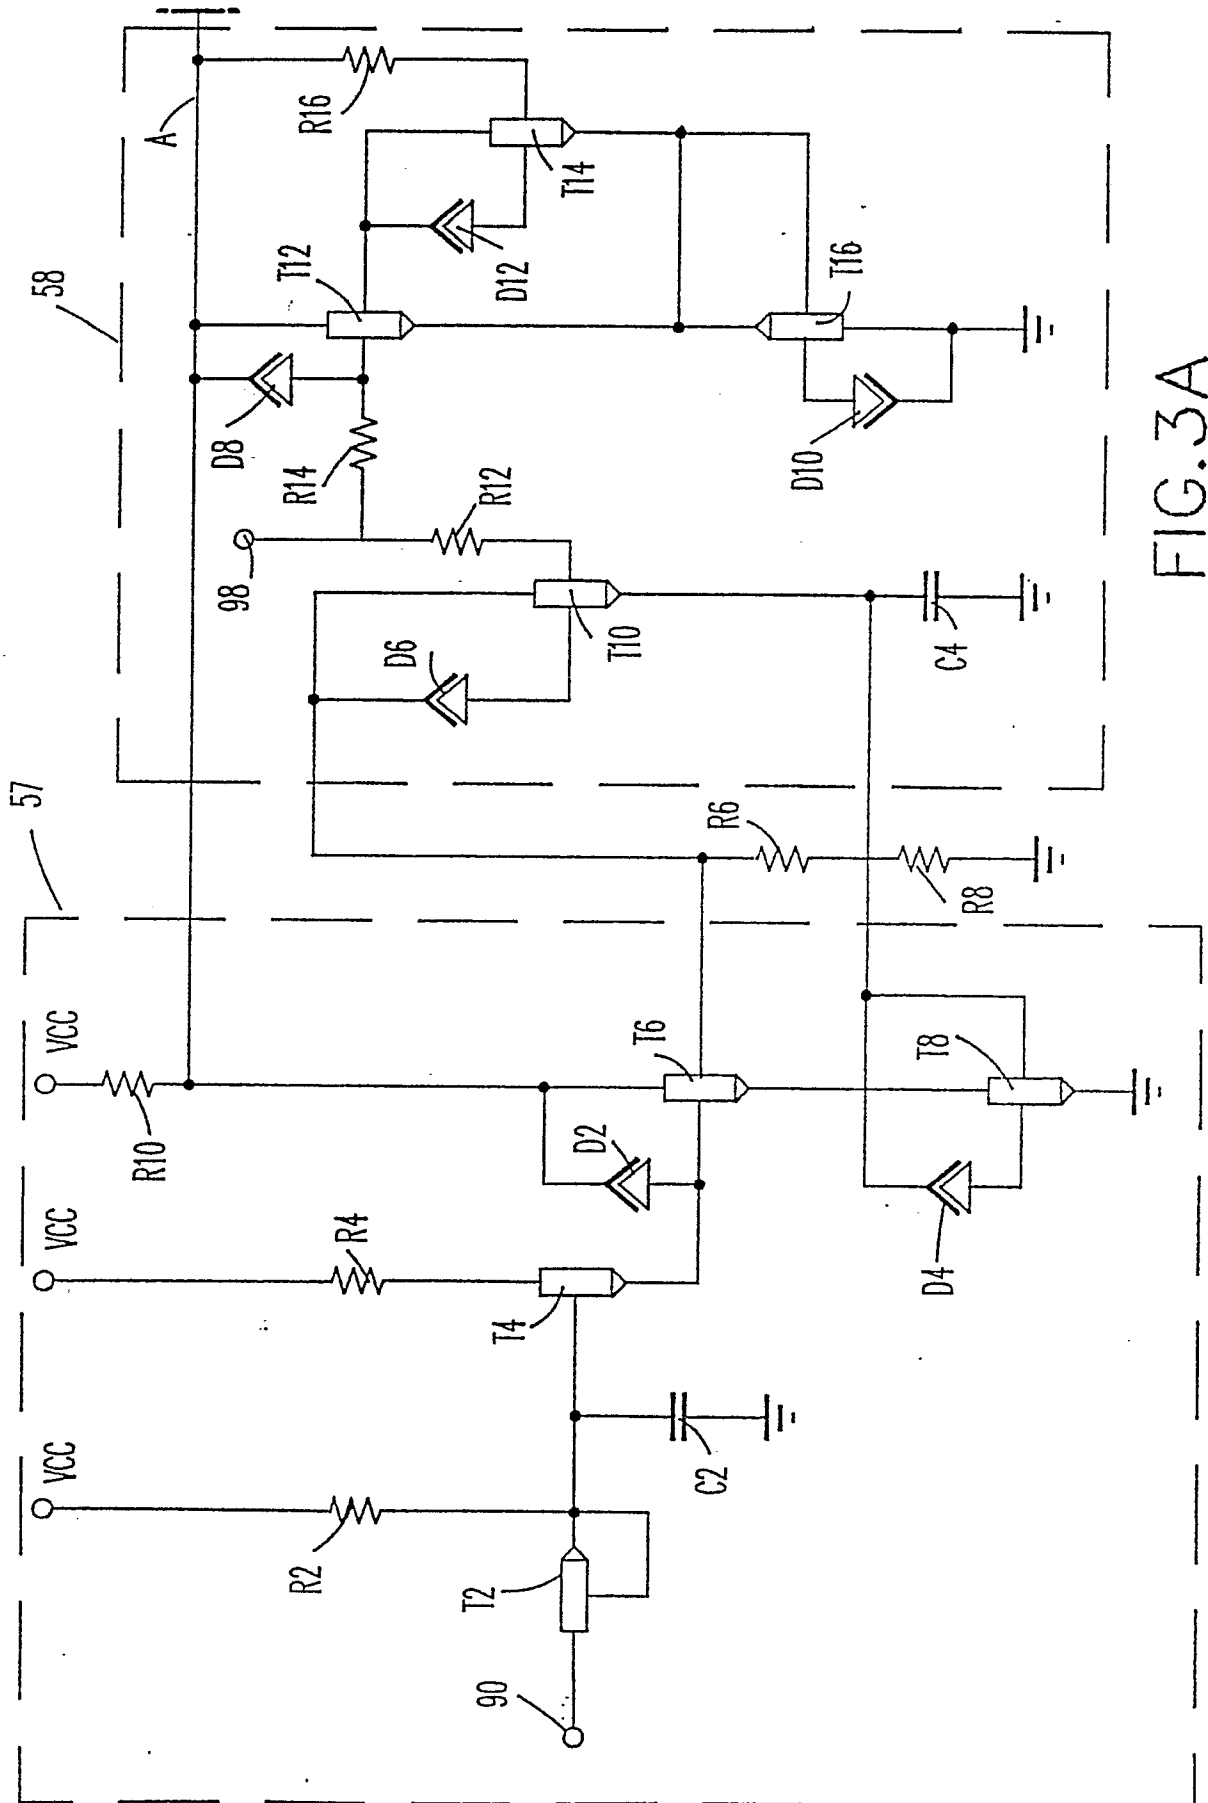 58
A
R16
T14
T12
D12
D8
T16
R14
R12
D10
98
D6
T10
C4
57
R6
R8
VCC
R10
T6
T8
VCC
D2
R4
D4
T4
VCC
C2
R2
T2
90
FIG. 3A